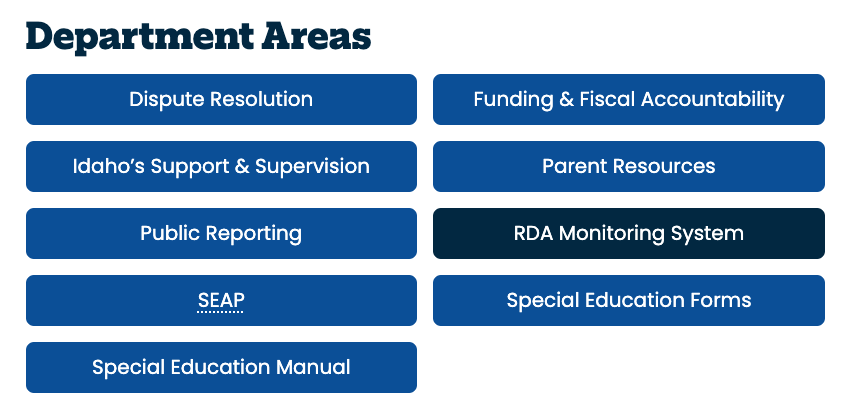 Department Areas
Dispute Resolution
Funding & Fiscal Accountability
Idaho’s Support & Supervision
Parent Resources
Public Reporting
RDA Monitoring System
SEAP
Special Education Forms
Special Education Manual